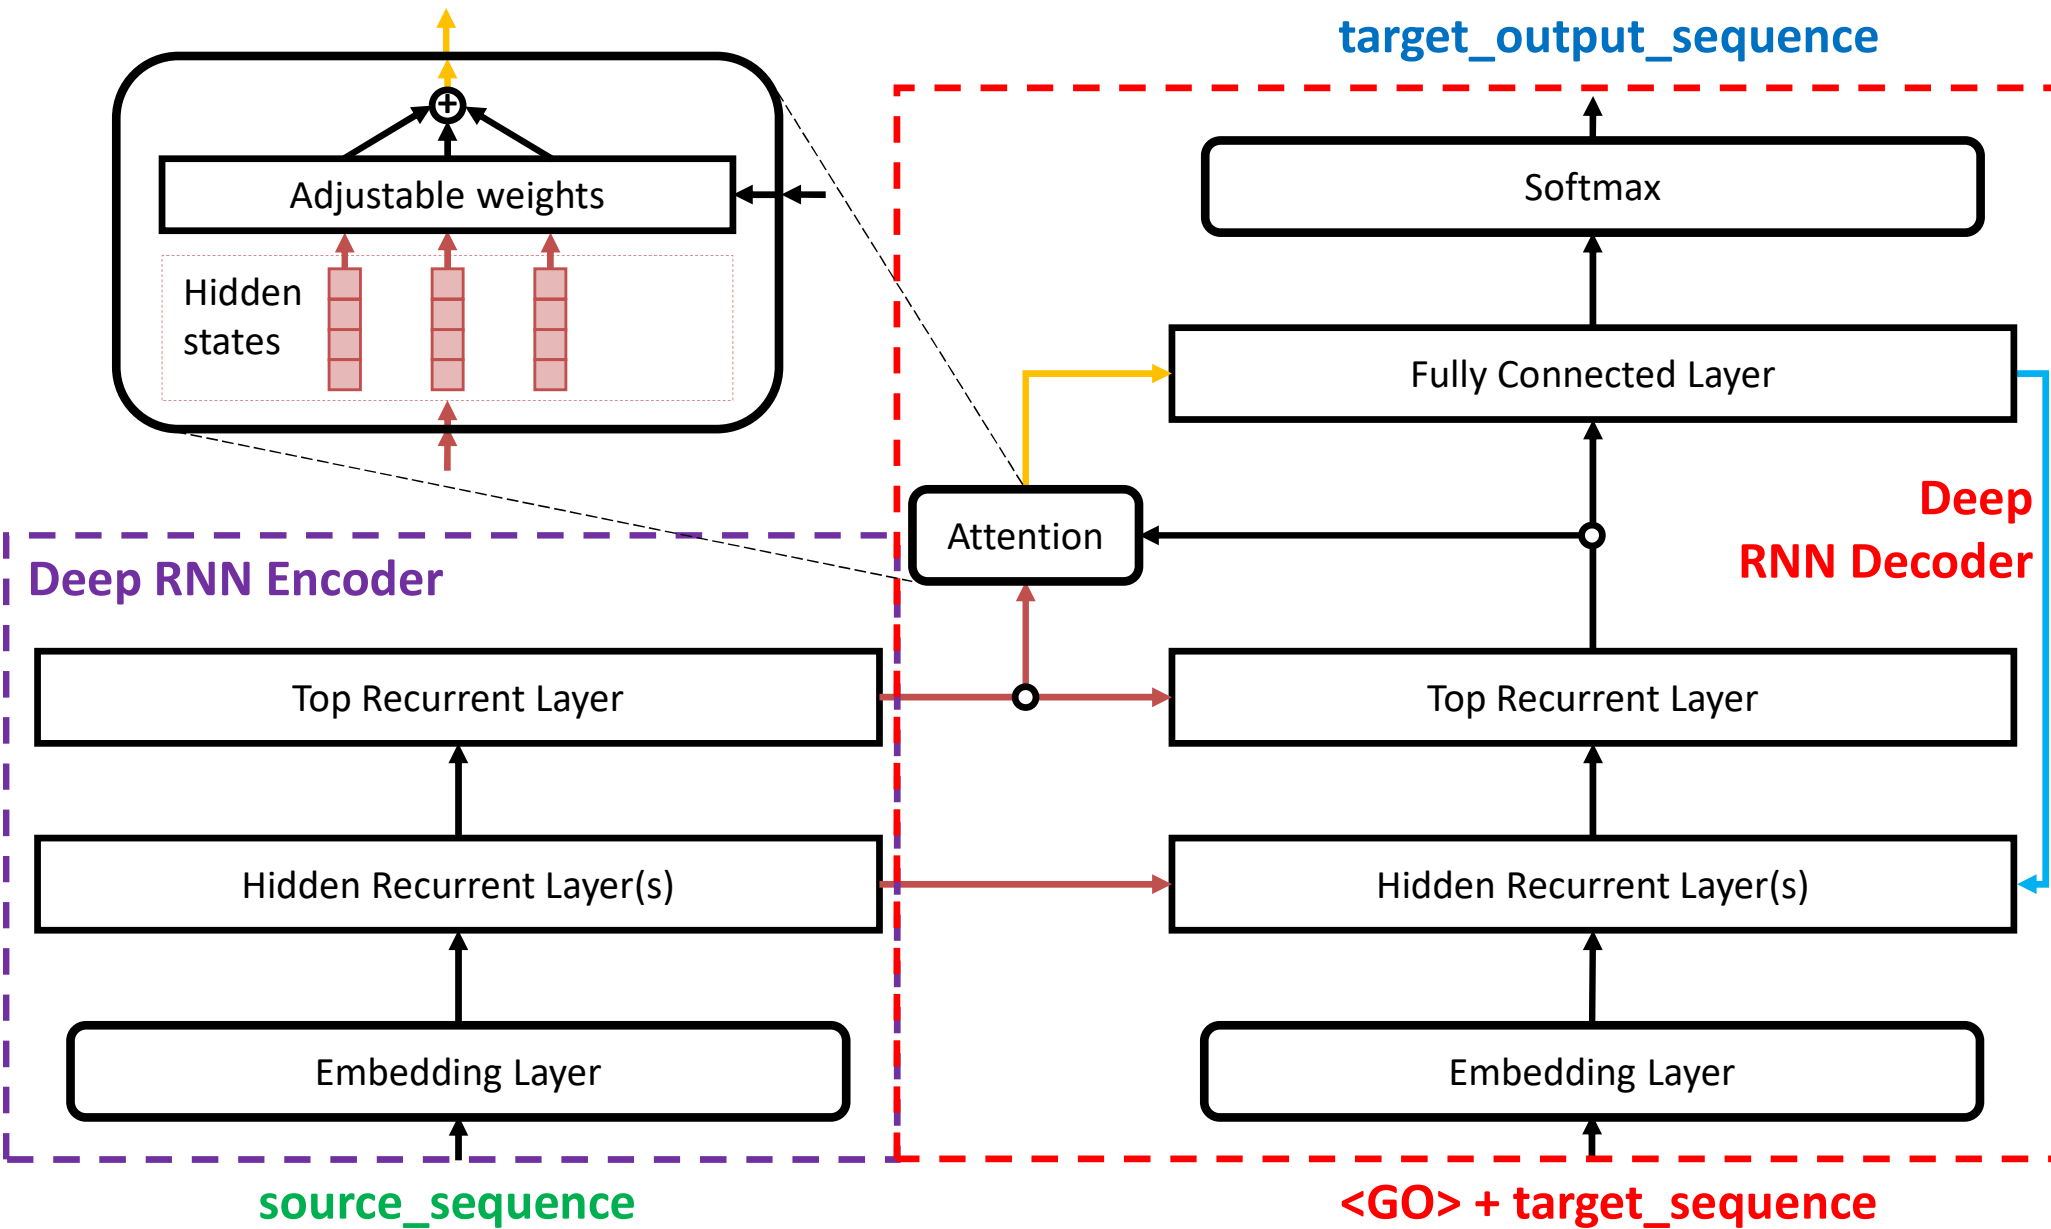 target_output_sequence
+
Adjustable weights
Hidden
states
Softmax
Fully Connected Layer
Attention
Deep
RNN Decoder
Deep RNN Encoder
Top Recurrent Layer
Top Recurrent Layer
Hidden Recurrent Layer(s)
Hidden Recurrent Layer(s)
Embedding Layer
Embedding Layer
source_sequence
<GO> + target_sequence